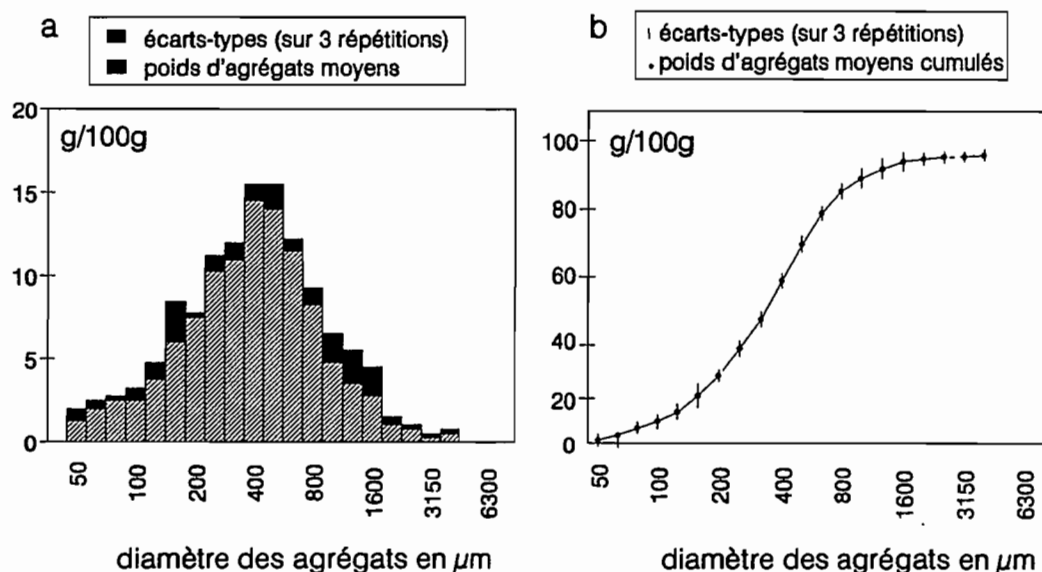 a
écarts-types (sur 3 répétitions)
poids d'agrégats moyens
20
15
10
5
0
g/100g
50
100
200
400
800
1600
3150
6300
diamètre des agrégats en µm
b
écarts-types (sur 3 répétitions)
poids d'agrégats moyens cumulés
100
80
60
40
20
0
g/100g
50
100
200
400
800
1600
3150
6300
diamètre des agrégats en µm